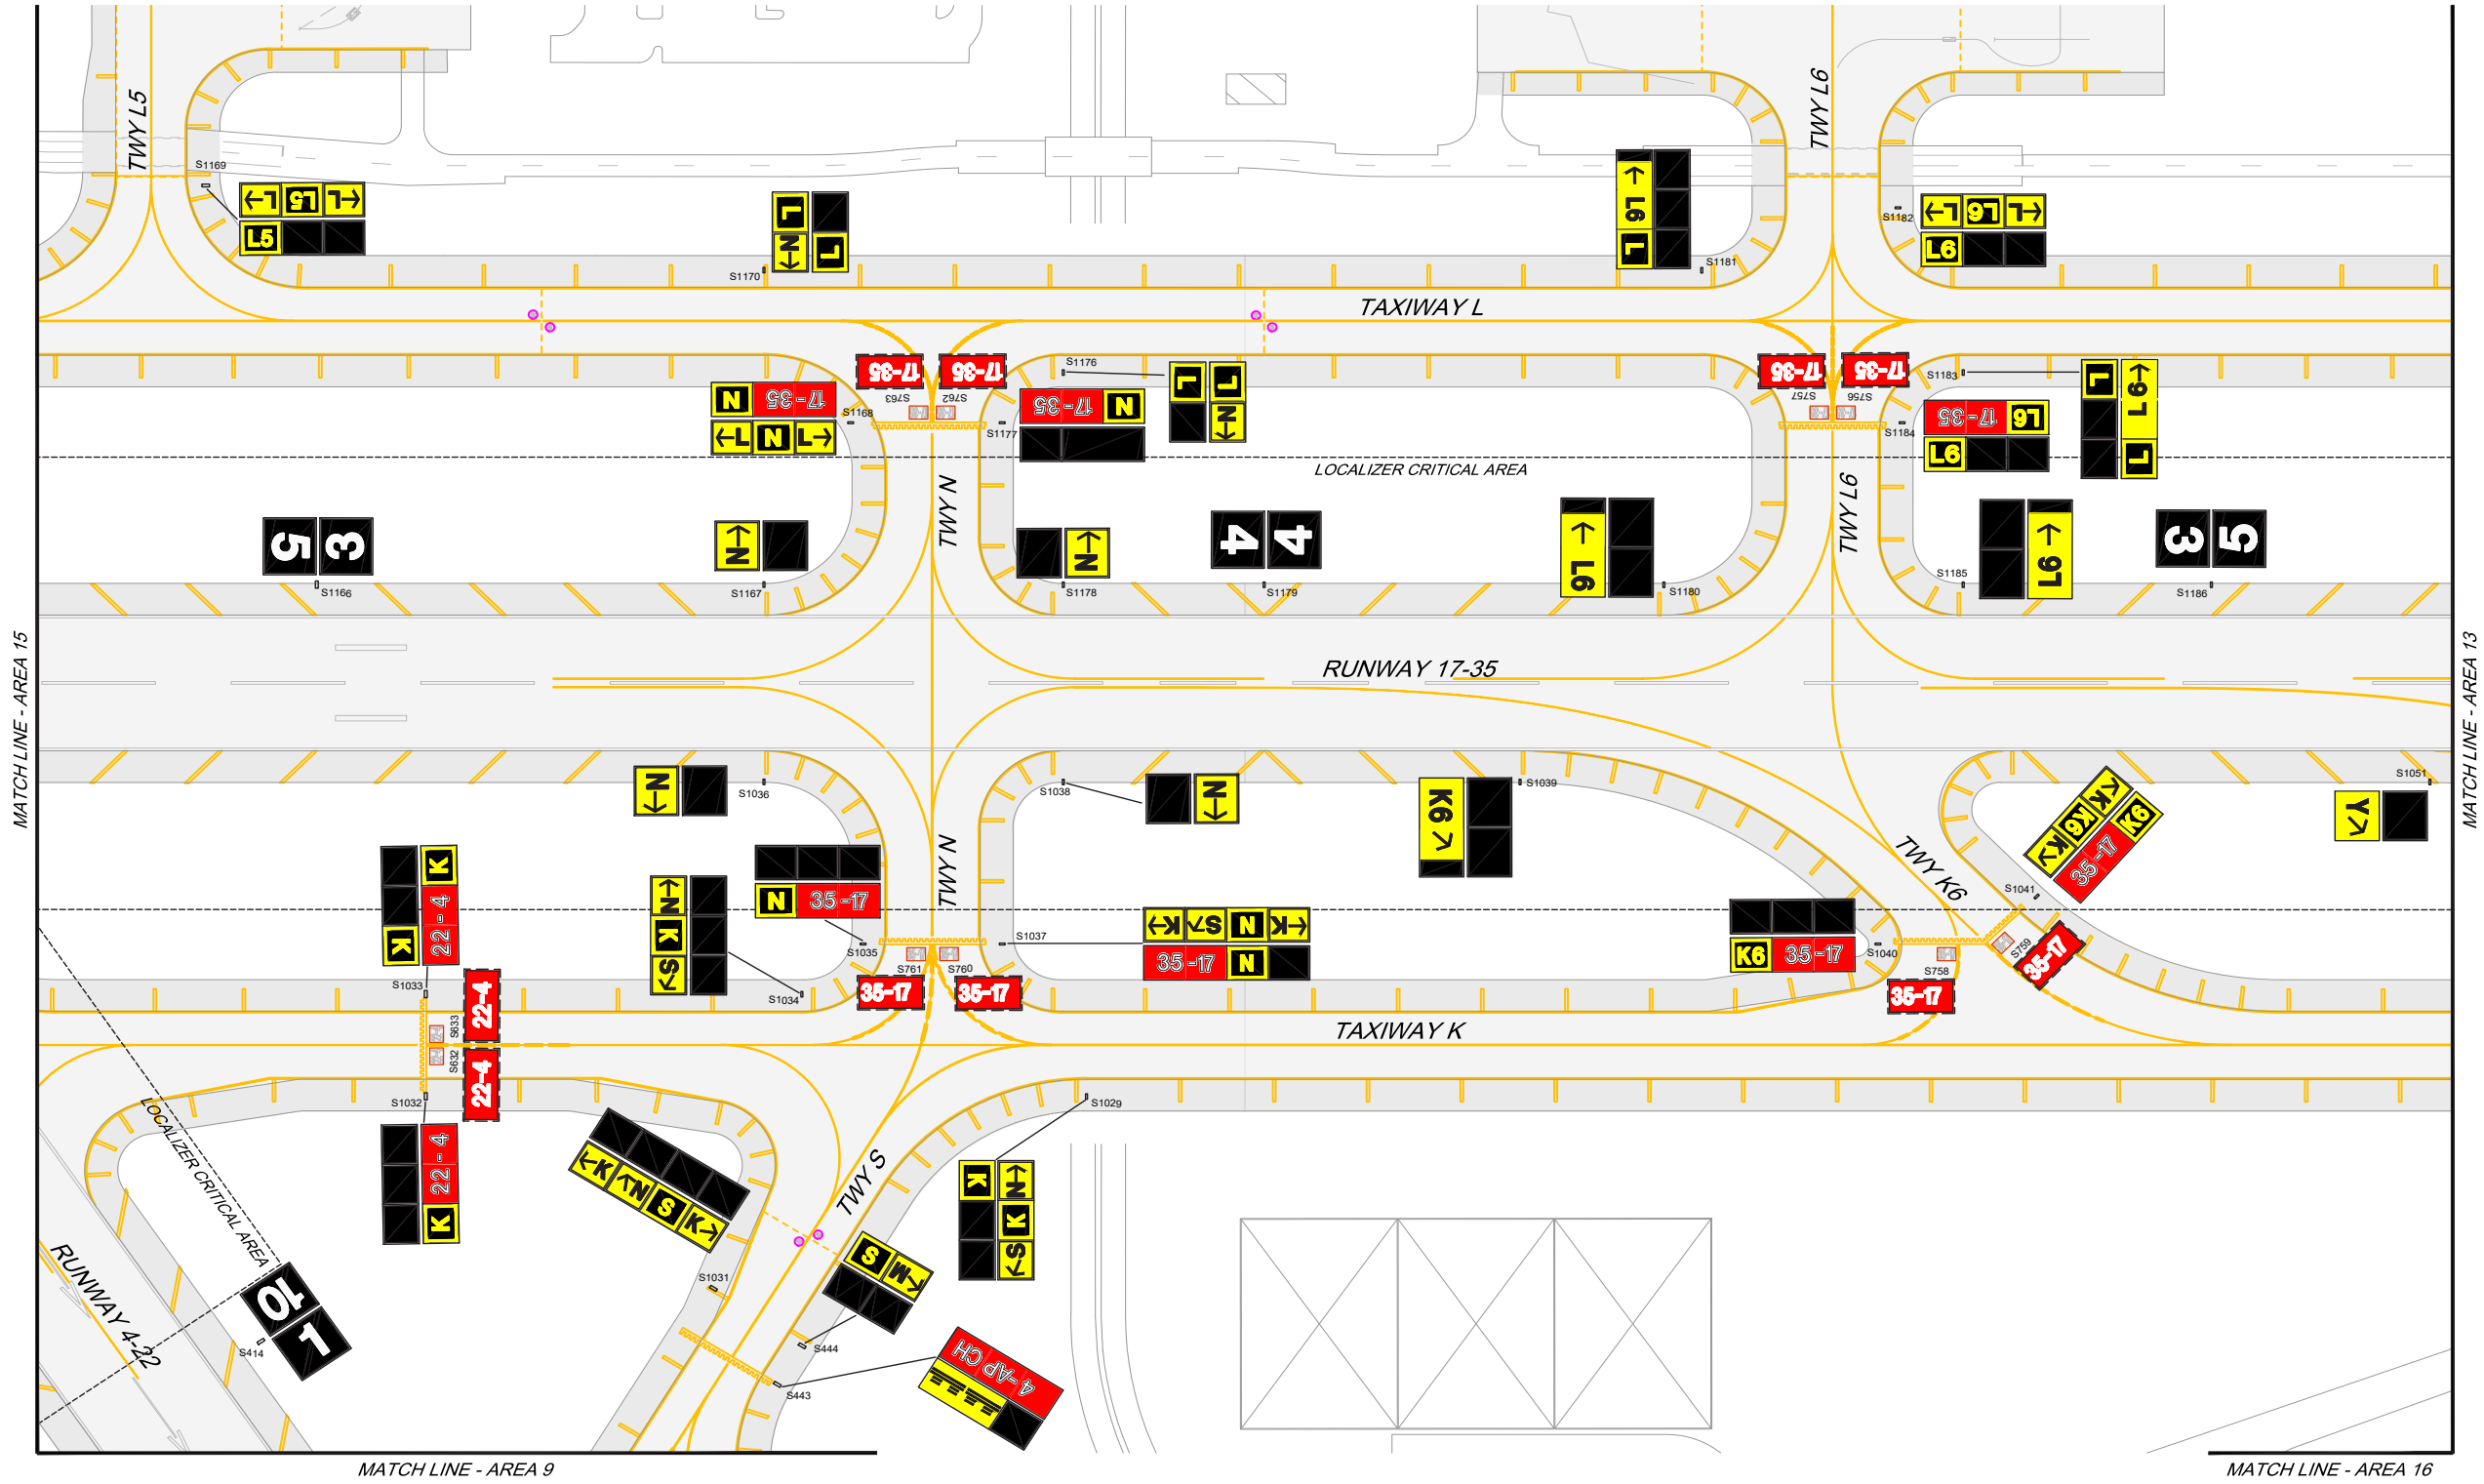 TWY L5
TWY L6
S1169
←L L5 L→
L5
L
N→
L
S1170
← L6
L
S1181
S1182
←L L6 L→
L6
TAXIWAY L
17-35
17-35
17-35
17-35
S763
S762
S757
S756
S1176
L
L
N→
N 17-35
←L N L→
S1168
17-35 N
S1177
S1183
L
L6→
L
17-35 L6
L6
S1184
LOCALIZER CRITICAL AREA
TWY N
TWY L6
5 3
S1166
←N
S1167
←N
S1178
4 4
S1179
← L6
S1180
L6→
S1185
3 5
S1186
MATCH LINE - AREA 15
MATCH LINE - AREA 13
RUNWAY 17-35
N→
S1036
S1038
N→
K6 →
S1039
←K K6 K→
35-17 K6
S1041
S1051
Y→
TWY N
TWY K6
K
22-4
K
S1033
←N
K
S→
S1034
N 35-17
S1035
S1037
←K S→ N K→
35-17 N
K6 35-17
S1040
S761
S760
S758
S759
35-17
35-17
35-17
35-17
22-4
22-4
S633
S632
TAXIWAY K
S1032
22-4
K
S1029
K
←N
K
S→
←K ↖N S K→
TWY S
S1031
S M→
S444
4-APCH
S443
LOCALIZER CRITICAL AREA
RUNWAY 4-22
10
1
S414
MATCH LINE - AREA 9
MATCH LINE - AREA 16